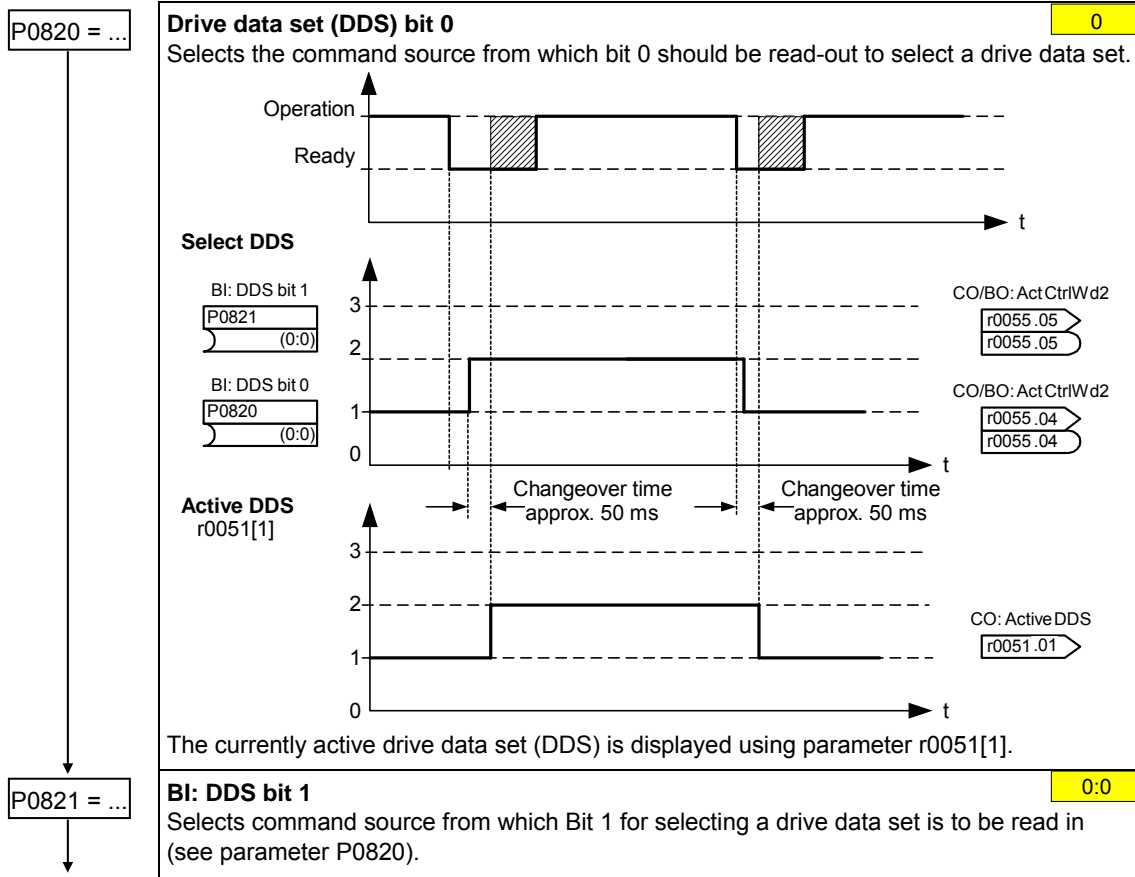 P0820 = ...
Drive data set (DDS) bit 0
0
Selects the command source from which bit 0 should be read-out to select a drive data set.
Operation
Ready
t
Select DDS
BI: DDS bit 1
P0821
(0:0)
BI: DDS bit 0
P0820
(0:0)
3
2
1
0
t
CO/BO: Act CtrlWd2
r0055 .05
r0055 .05
CO/BO: Act CtrlWd2
r0055 .04
r0055 .04
Changeover time
approx. 50 ms
Changeover time
approx. 50 ms
Active DDS
r0051[1]
3
2
1
0
t
CO: Active DDS
r0051 .01
The currently active drive data set (DDS) is displayed using parameter r0051[1].
P0821 = ...
BI: DDS bit 1
0:0
Selects command source from which Bit 1 for selecting a drive data set is to be read in
(see parameter P0820).